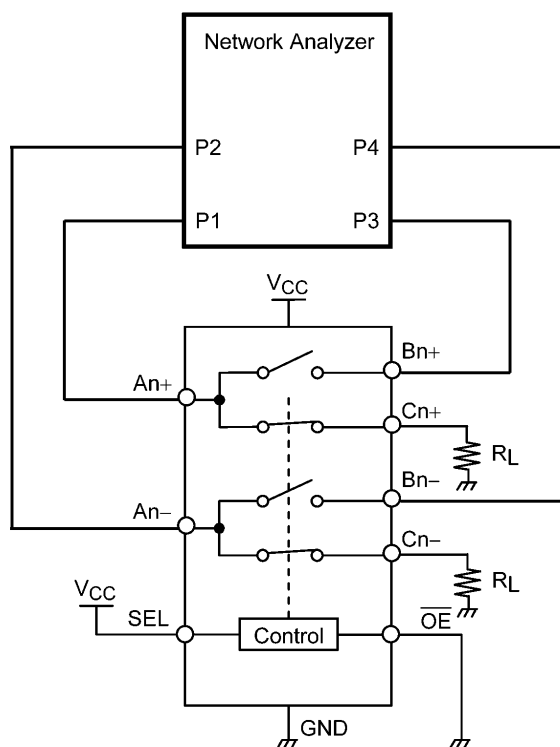 Network Analyzer
P2 P4
P1 P3
VCC
Bn+
An+
Cn+
RL
Bn−
An−
Cn−
VCC
RL
SEL
OE
Control
GND